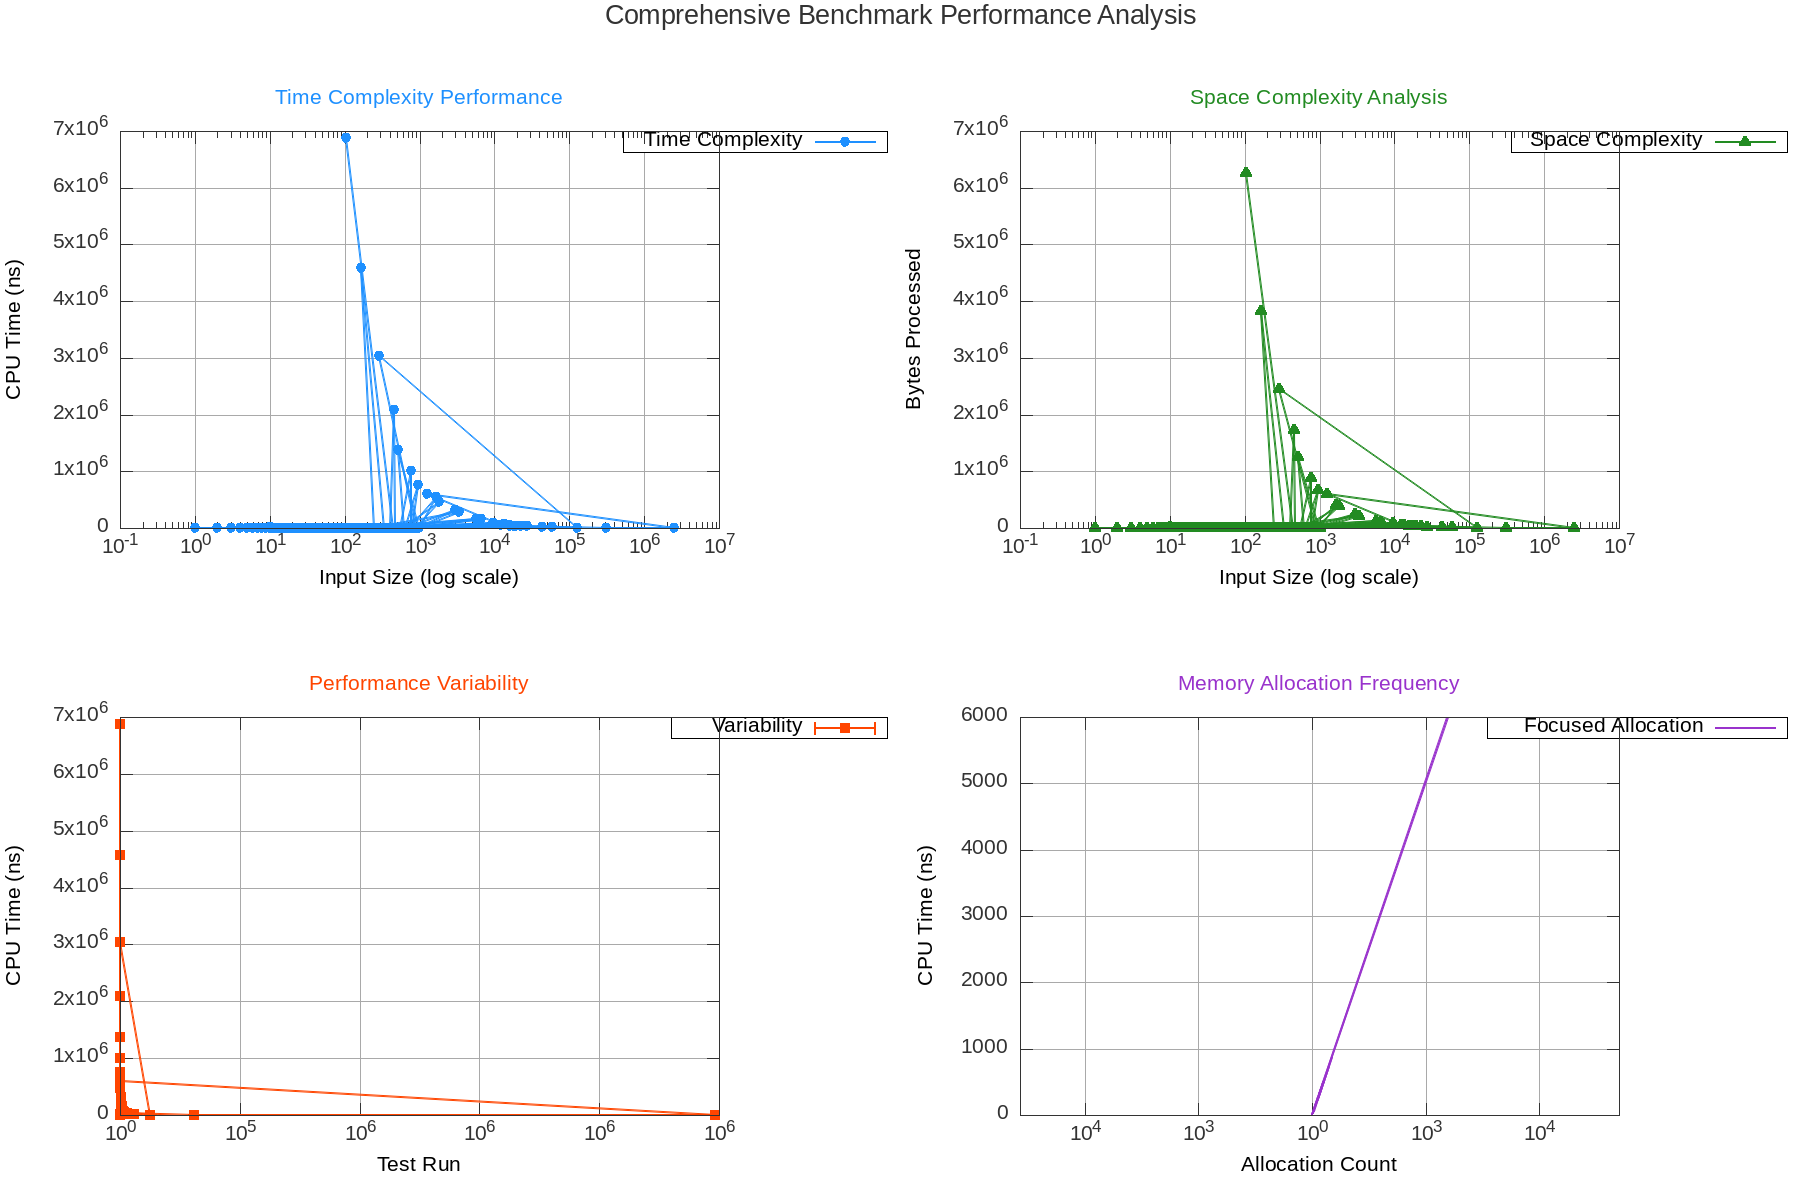 Comprehensive Benchmark Performance Analysis
Time Complexity Performance
Time Complexity
7x10^6
6x10^6
5x10^6
4x10^6
3x10^6
2x10^6
1x10^6
0
CPU Time (ns)
10^-1 10^0 10^1 10^2 10^3 10^4 10^5 10^6 10^7
Input Size (log scale)
Space Complexity Analysis
Space Complexity
7x10^6
6x10^6
5x10^6
4x10^6
3x10^6
2x10^6
1x10^6
0
Bytes Processed
10^-1 10^0 10^1 10^2 10^3 10^4 10^5 10^6 10^7
Input Size (log scale)
Performance Variability
Variability
7x10^6
6x10^6
5x10^6
4x10^6
3x10^6
2x10^6
1x10^6
0
CPU Time (ns)
10^0 10^5 10^6 10^6 10^6 10^6
Test Run
Memory Allocation Frequency
Focused Allocation
6000
5000
4000
3000
2000
1000
0
CPU Time (ns)
10^4 10^3 10^0 10^3 10^4
Allocation Count